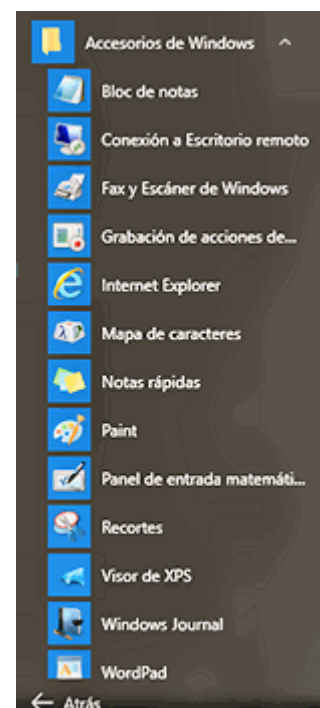 Accesorios de Windows
Bloc de notas
Conexión a Escritorio remoto
Fax y Escáner de Windows
Grabación de acciones de...
Internet Explorer
Mapa de caracteres
Notas rápidas
Paint
Panel de entrada matemáti...
Recortes
Visor de XPS
Windows Journal
WordPad
Atrás